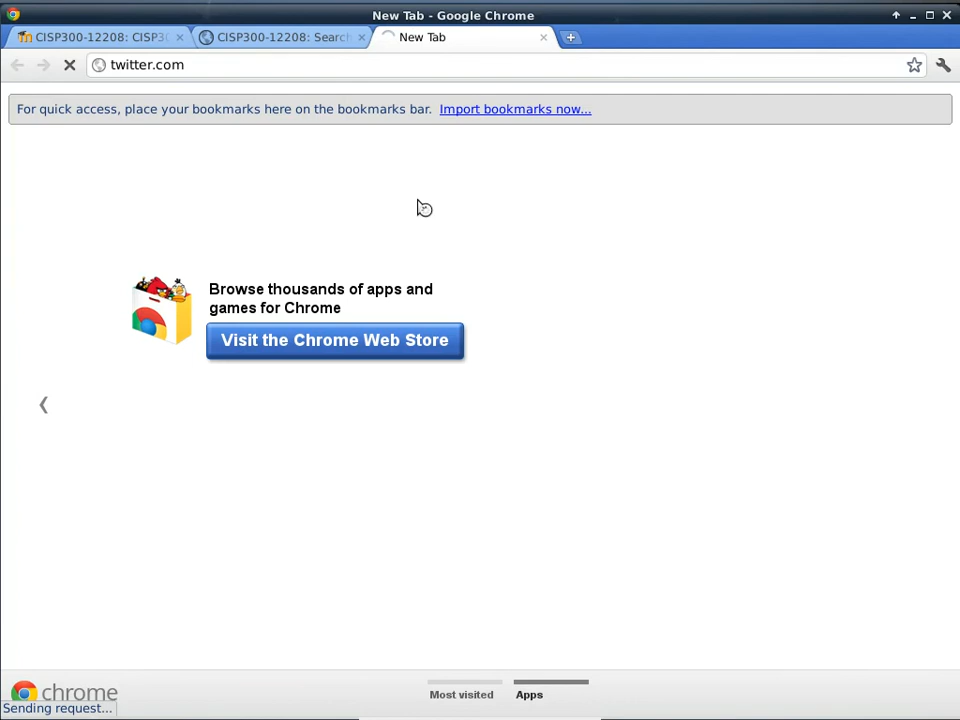 New Tab - Google Chrome
CISP300-12208: CISP3
CISP300-12208: Search
New Tab
twitter.com
For quick access, place your bookmarks here on the bookmarks bar. Import bookmarks now...
Browse thousands of apps and
games for Chrome
Visit the Chrome Web Store
chrome
Most visited
Apps
Sending request...